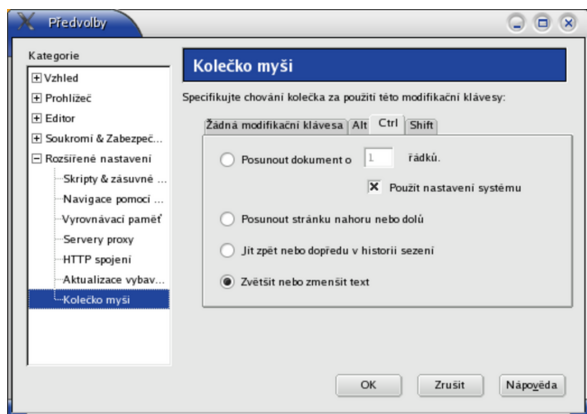 Předvolby
Kategorie
Vzhled
Prohlížeč
Editor
Soukromí & Zabezpeč...
Rozšířené nastavení
Skripty & zásuvné ...
Navigace pomocí ...
Vyrovnávací paměť
Servery proxy
HTTP spojení
Aktualizace vybav...
Kolečko myši
Kolečko myši
Specifikujte chování kolečka za použití této modifikační klávesy:
Žádná modifikační klávesa Alt Ctrl Shift
Posunout dokument o 1 řádků.
Použít nastavení systému
Posunout stránku nahoru nebo dolů
Jít zpět nebo dopředu v historii sezení
Zvětšit nebo zmenšit text
OK Zrušit Nápověda